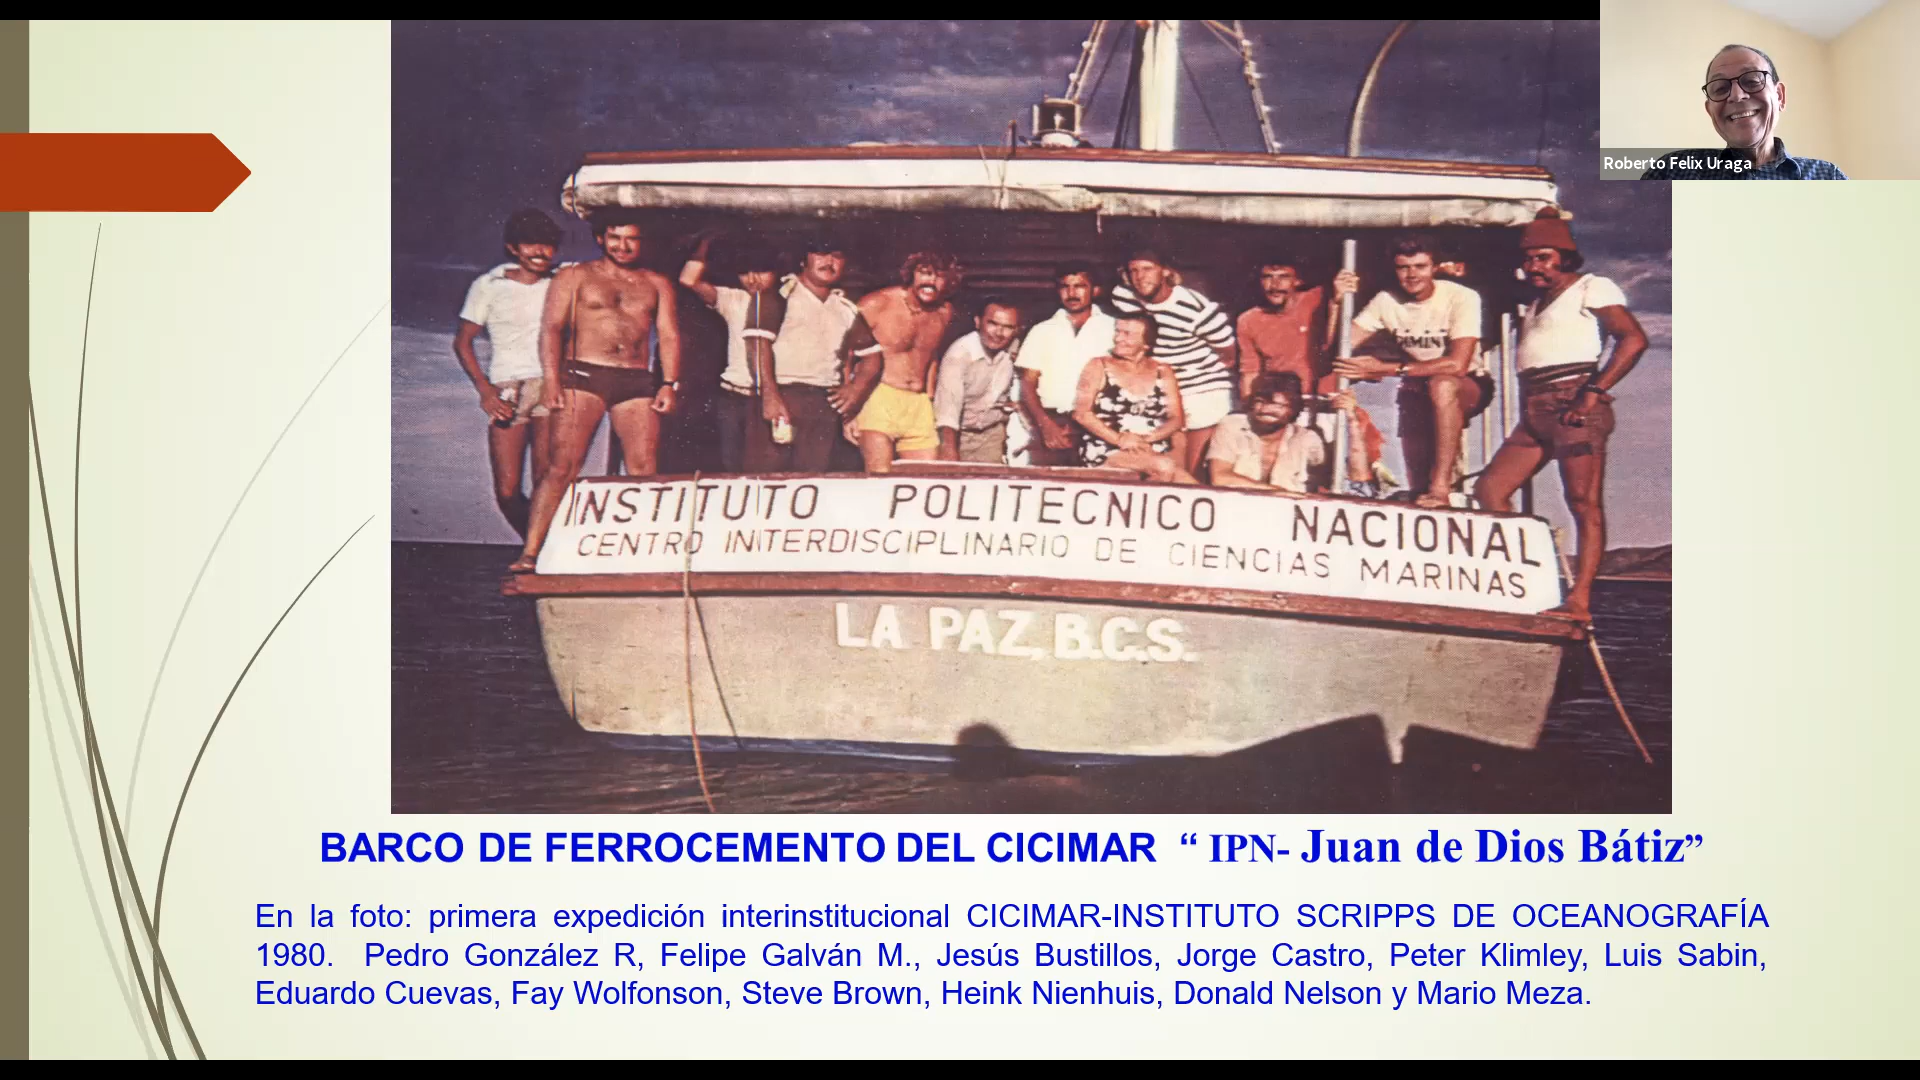 Roberto Felix Uraga
INSTITUTO POLITECNICO NACIONAL
CENTRO INTERDISCIPLINARIO DE CIENCIAS MARINAS
LA PAZ, B.C.S.
BARCO DE FERROCEMENTO DEL CICIMAR “ IPN- Juan de Dios Bátiz”
En la foto: primera expedición interinstitucional CICIMAR-INSTITUTO SCRIPPS DE OCEANOGRAFÍA
1980. Pedro González R, Felipe Galván M., Jesús Bustillos, Jorge Castro, Peter Klimley, Luis Sabin,
Eduardo Cuevas, Fay Wolfonson, Steve Brown, Heink Nienhuis, Donald Nelson y Mario Meza.